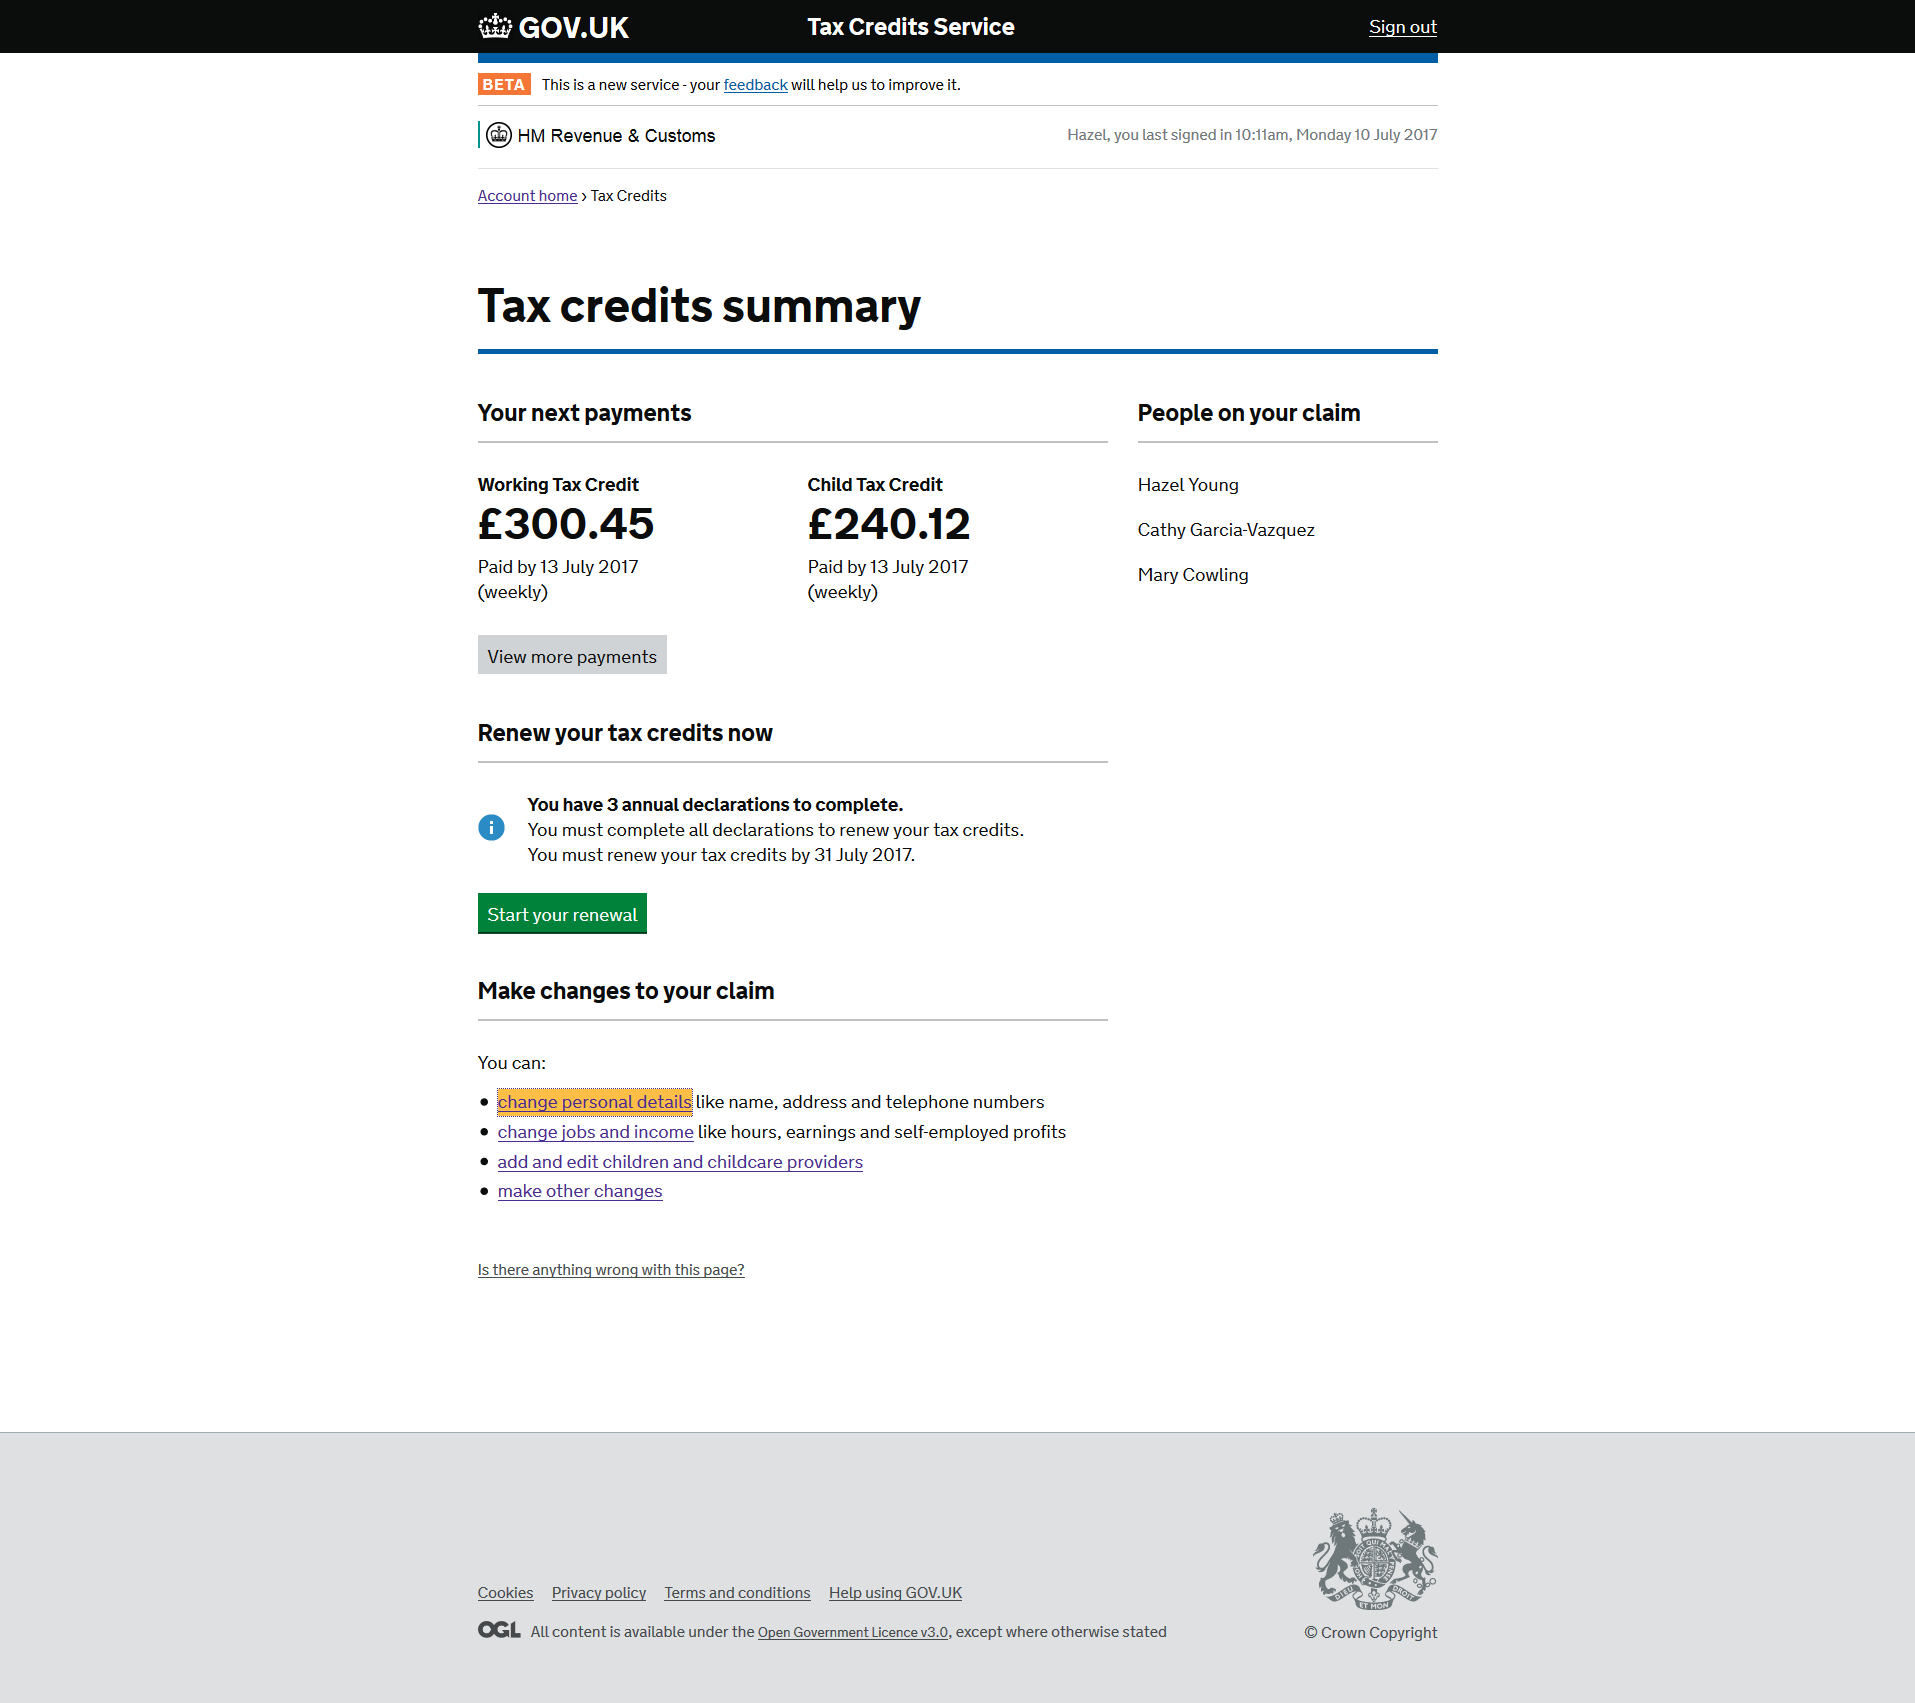 GOV.UK
Tax Credits Service
Sign out
BETA This is a new service - your feedback will help us to improve it.
HM Revenue & Customs
Hazel, you last signed in 10:11am, Monday 10 July 2017
Account home › Tax Credits
Tax credits summary
Your next payments
Working Tax Credit
£300.45
Paid by 13 July 2017
(weekly)
Child Tax Credit
£240.12
Paid by 13 July 2017
(weekly)
View more payments
People on your claim
Hazel Young
Cathy Garcia-Vazquez
Mary Cowling
Renew your tax credits now
You have 3 annual declarations to complete.
You must complete all declarations to renew your tax credits.
You must renew your tax credits by 31 July 2017.
Start your renewal
Make changes to your claim
You can:
• change personal details like name, address and telephone numbers
• change jobs and income like hours, earnings and self-employed profits
• add and edit children and childcare providers
• make other changes
Is there anything wrong with this page?
Cookies Privacy policy Terms and conditions Help using GOV.UK
OGL All content is available under the Open Government Licence v3.0, except where otherwise stated
DIEU ET MON DROIT
© Crown Copyright